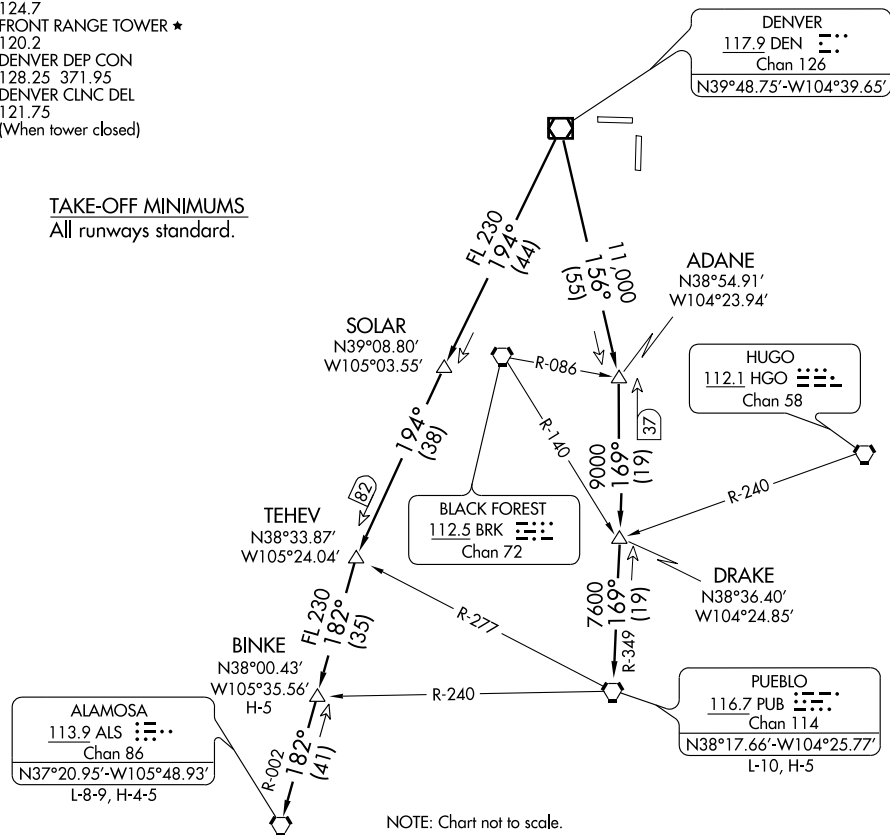 124.7
FRONT RANGE TOWER ★
120.2
DENVER DEP CON
128.25 371.95
DENVER CLNC DEL
121.75
(When tower closed)
DENVER
117.9 DEN
Chan 126
N39°48.75'-W104°39.65'
TAKE-OFF MINIMUMS
All runways standard.
FL 230
194°
(44)
11,000
156°
(55)
ADANE
N38°54.91'
W104°23.94'
SOLAR
N39°08.80'
W105°03.55'
R-086
HUGO
112.1 HGO
Chan 58
37
R-140
194°
(38)
9000
169°
(19)
R-240
82
BLACK FOREST
112.5 BRK
Chan 72
TEHEV
N38°33.87'
W105°24.04'
DRAKE
N38°36.40'
W104°24.85'
R-277
7600
169°
(19)
R-349
FL 230
182°
(35)
BINKE
N38°00.43'
W105°35.56'
H-5
R-240
PUEBLO
116.7 PUB
Chan 114
N38°17.66'-W104°25.77'
L-10, H-5
ALAMOSA
113.9 ALS
Chan 86
N37°20.95'-W105°48.93'
L-8-9, H-4-5
R-002
182°
(41)
NOTE: Chart not to scale.